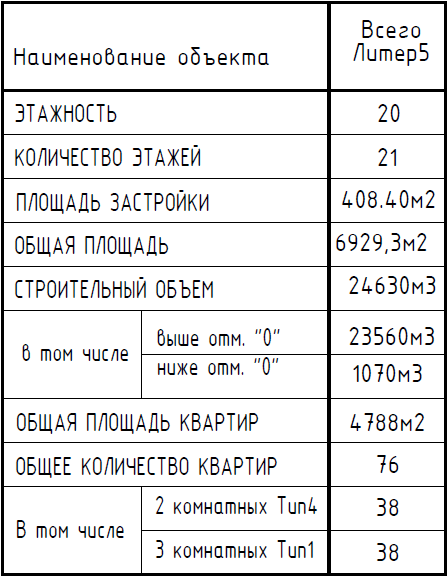 Наименование объекта Всего Литер5
ЭТАЖНОСТЬ 20
КОЛИЧЕСТВО ЭТАЖЕЙ 21
ПЛОЩАДЬ ЗАСТРОЙКИ 408.40м2
ОБЩАЯ ПЛОЩАДЬ 6929,3м2
СТРОИТЕЛЬНЫЙ ОБЪЕМ 24630м3
в том числе выше отм. "0" 23560м3
ниже отм. "0" 1070м3
ОБЩАЯ ПЛОЩАДЬ КВАРТИР 4788м2
ОБЩЕЕ КОЛИЧЕСТВО КВАРТИР 76
В том числе 2 комнатных Тип4 38
3 комнатных Тип1 38